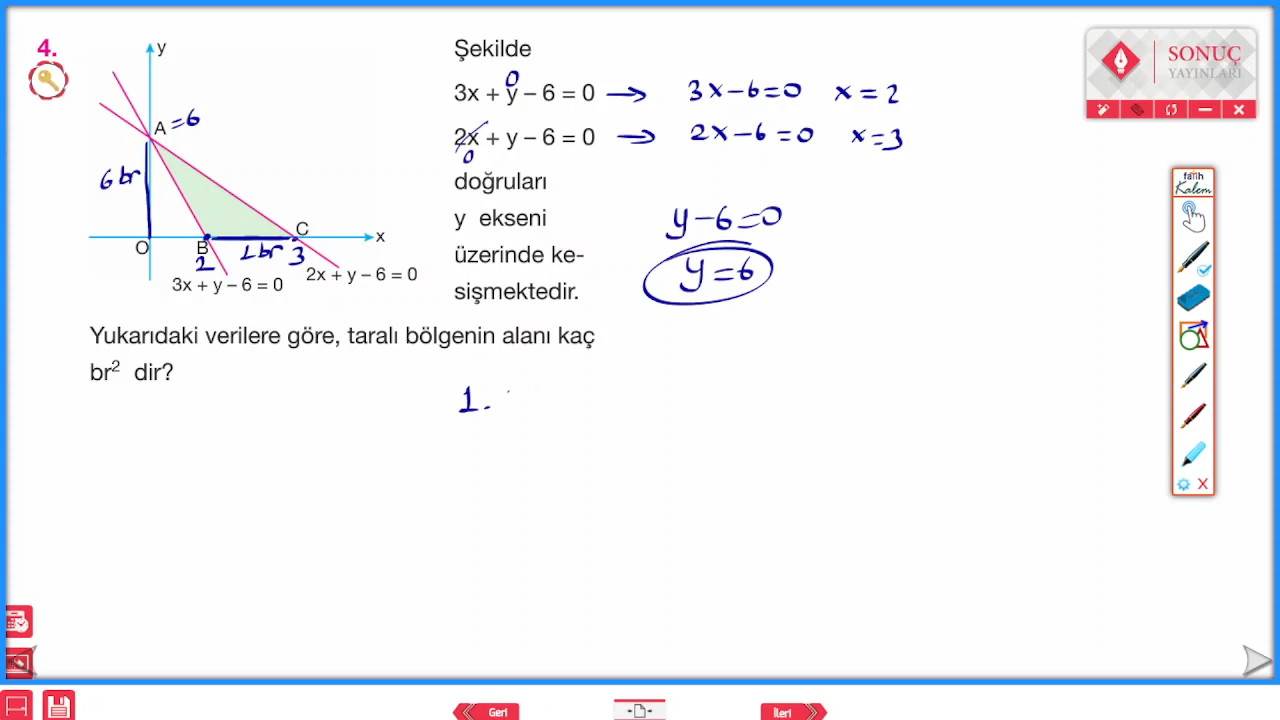 4.
y
A = 6
6 br
O
B
C
x
2
1 br
3
3x + y – 6 = 0
2x + y – 6 = 0
Şekilde
0
3x + y – 6 = 0 → 3x – 6 = 0 x = 2
2x + y – 6 = 0 → 2x – 6 = 0 x = 3
0
doğruları
y ekseni
üzerinde ke-
sişmektedir.
y – 6 = 0
y = 6
Yukarıdaki verilere göre, taralı bölgenin alanı kaç
br² dir?
1.
SONUÇ
YAYINLARI
fatih
Kalem
Geri
İleri